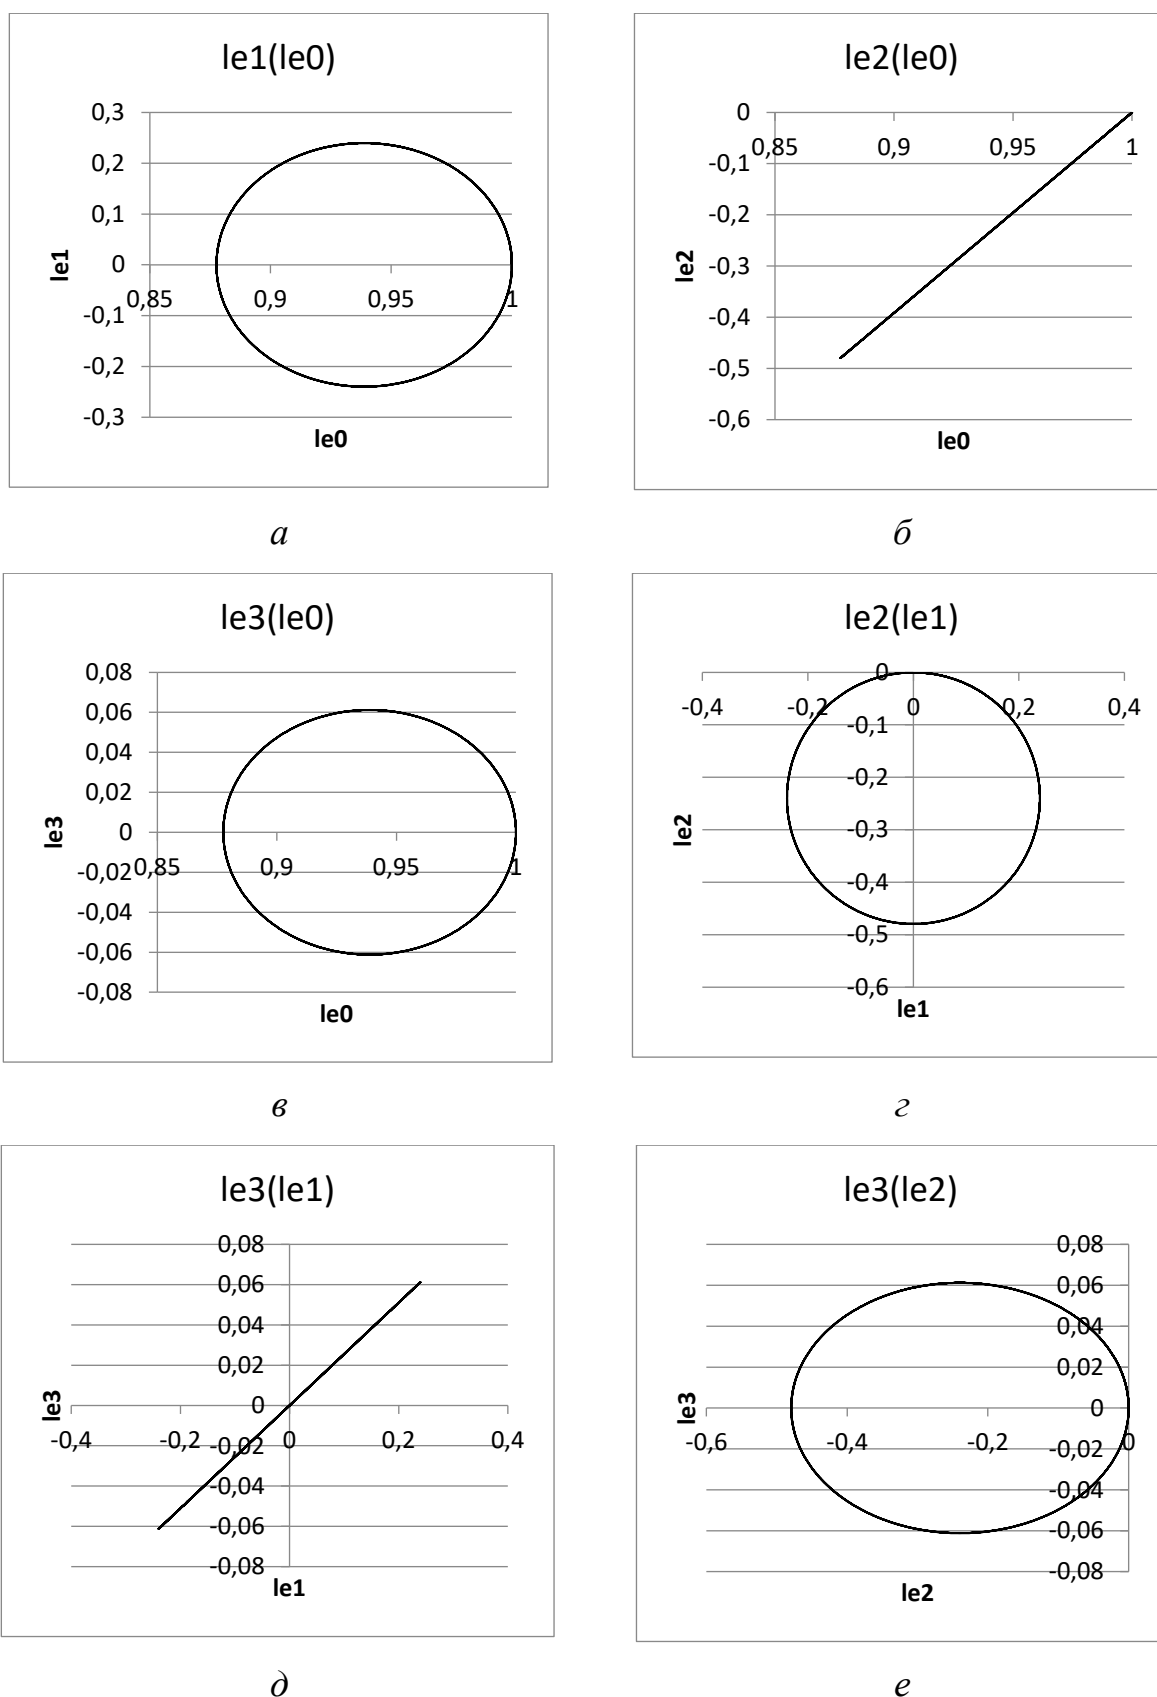 le1(le0)
0,3
0,2
0,1
0
-0,1
-0,2
-0,3
0,85 0,9 0,95 1
le1
le0
а
le2(le0)
0
-0,1
-0,2
-0,3
-0,4
-0,5
-0,6
0,85 0,9 0,95 1
le2
le0
б
le3(le0)
0,08
0,06
0,04
0,02
0
-0,02
-0,04
-0,06
-0,08
0,85 0,9 0,95 1
le3
le0
в
le2(le1)
0
-0,1
-0,2
-0,3
-0,4
-0,5
-0,6
-0,4 -0,2 0 0,2 0,4
le2
le1
г
le3(le1)
0,08
0,06
0,04
0,02
0
-0,02
-0,04
-0,06
-0,08
-0,4 -0,2 0 0,2 0,4
le3
le1
д
le3(le2)
0,08
0,06
0,04
0,02
0
-0,02
-0,04
-0,06
-0,08
-0,6 -0,4 -0,2 0
le3
le2
е